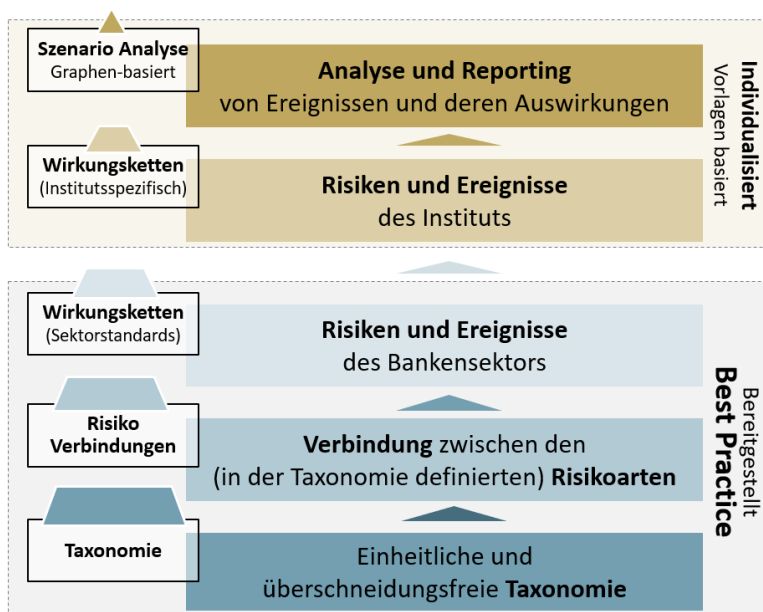 Szenario Analyse
Graphen-basiert
Analyse und Reporting
von Ereignissen und deren Auswirkungen
Wirkungsketten
(Institutsspezifisch)
Risiken und Ereignisse
des Instituts
Individualisiert
Vorlagen basiert
Wirkungsketten
(Sektorstandards)
Risiken und Ereignisse
des Bankensektors
Risiko
Verbindungen
Verbindung zwischen den
(in der Taxonomie definierten) Risikoarten
Taxonomie
Einheitliche und
überschneidungsfreie Taxonomie
Bereitgestellt
Best Practice